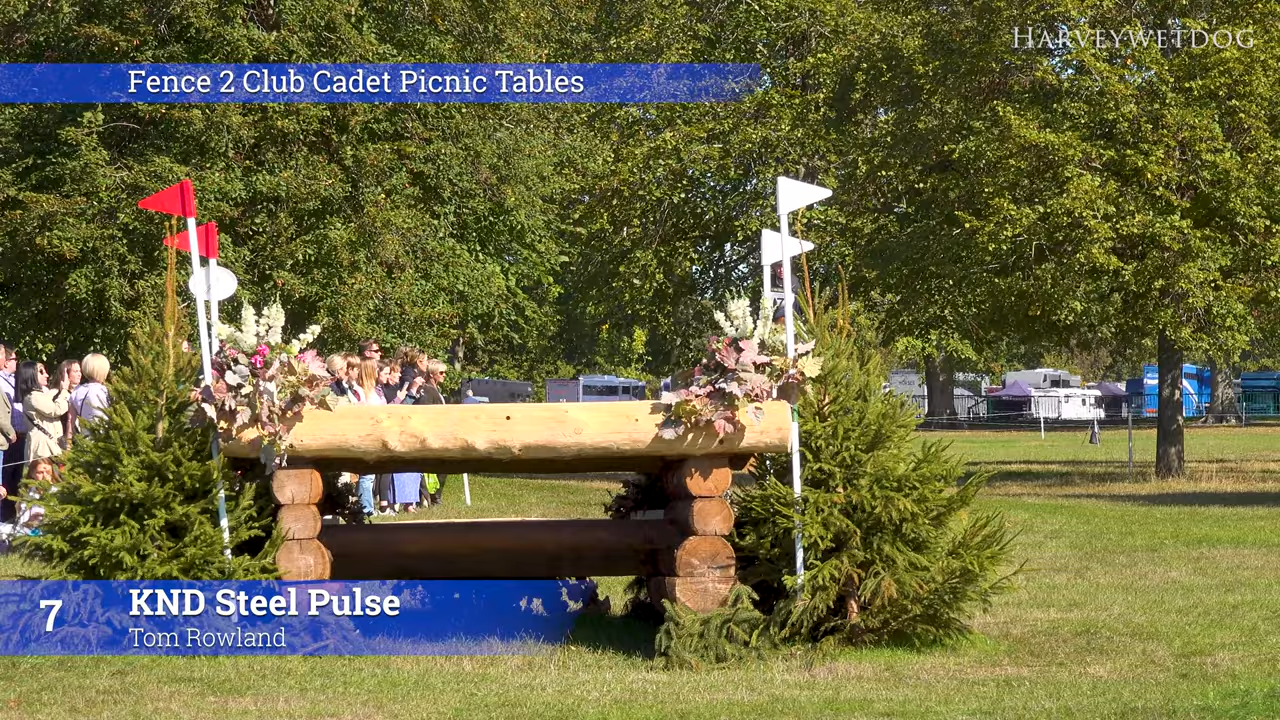 HARVEYWETDOG
Fence 2 Club Cadet Picnic Tables
7
KND Steel Pulse
Tom Rowland